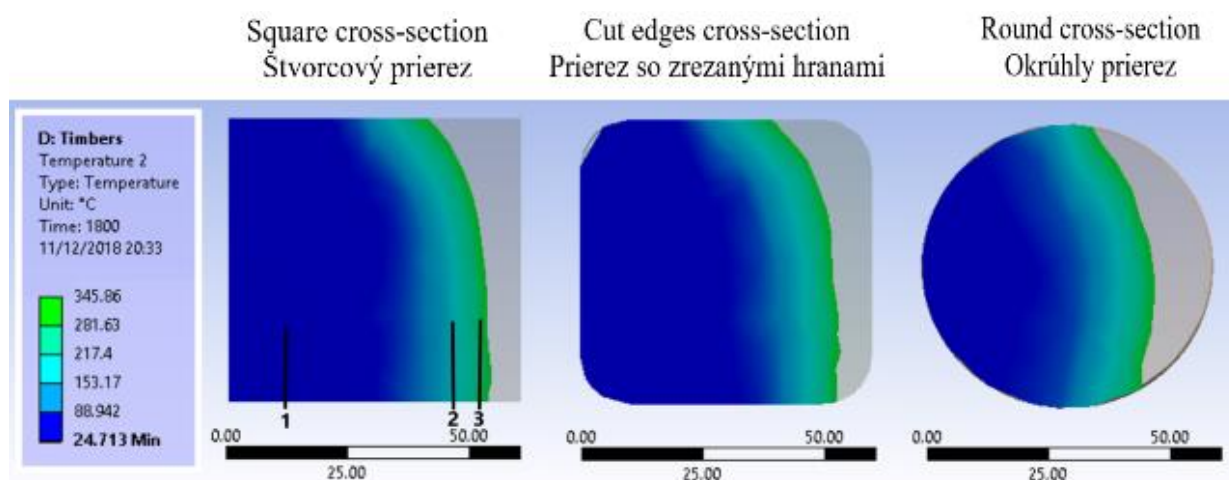 Square cross-section
Štvorcový prierez
Cut edges cross-section
Prierez so zrezanými hranami
Round cross-section
Okrúhly prierez
D: Timbers
Temperature 2
Type: Temperature
Unit: °C
Time: 1800
11/12/2018 20:33
345.86
281.63
217.4
153.17
88.942
24.713 Min
1 2 3
0.00 50.00
25.00
0.00 50.00
25.00
0.00 50.00
25.00